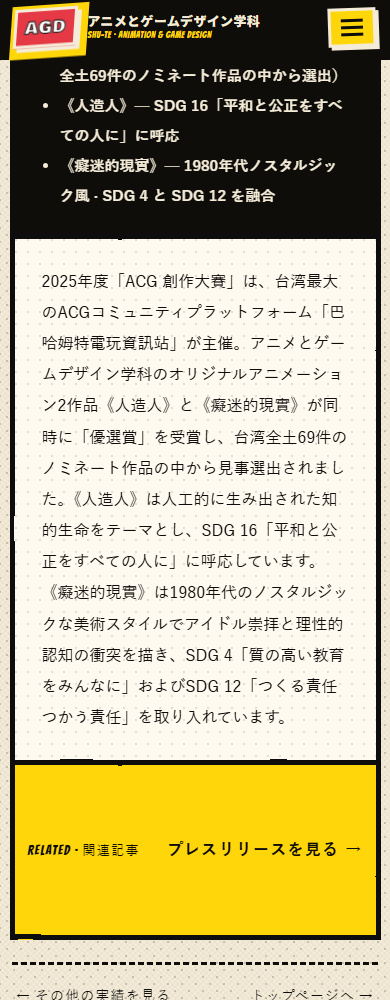 AGD
アニメとゲームデザイン学科
SHU-TE · ANIMATION & GAME DESIGN
全土69件のノミネート作品の中から選出）
• 《人造人》— SDG 16「平和と公正をすべ
ての人に」に呼応
• 《癡迷的現實》— 1980年代ノスタルジッ
ク風 - SDG 4 と SDG 12 を融合
2025年度「ACG 創作大賽」は、台湾最大
のACGコミュニティプラットフォーム「巴
哈姆特電玩資訊站」が主催。アニメとゲー
ムデザイン学科のオリジナルアニメーショ
ン2作品《人造人》と《癡迷的現實》が同
時に「優選賞」を受賞し、台湾全土69件の
ノミネート作品の中から見事選出されまし
た。《人造人》は人工的に生み出された知
的生命をテーマとし、SDG 16「平和と公
正をすべての人に」に呼応しています。
《癡迷的現實》は1980年代のノスタルジッ
クな美術スタイルでアイドル崇拝と理性的
認知の衝突を描き、SDG 4「質の高い教育
をみんなに」およびSDG 12「つくる責任
つかう責任」を取り入れています。
RELATED · 関連記事
プレスリリースを見る →
← その他の実績を見る
トップページへ →